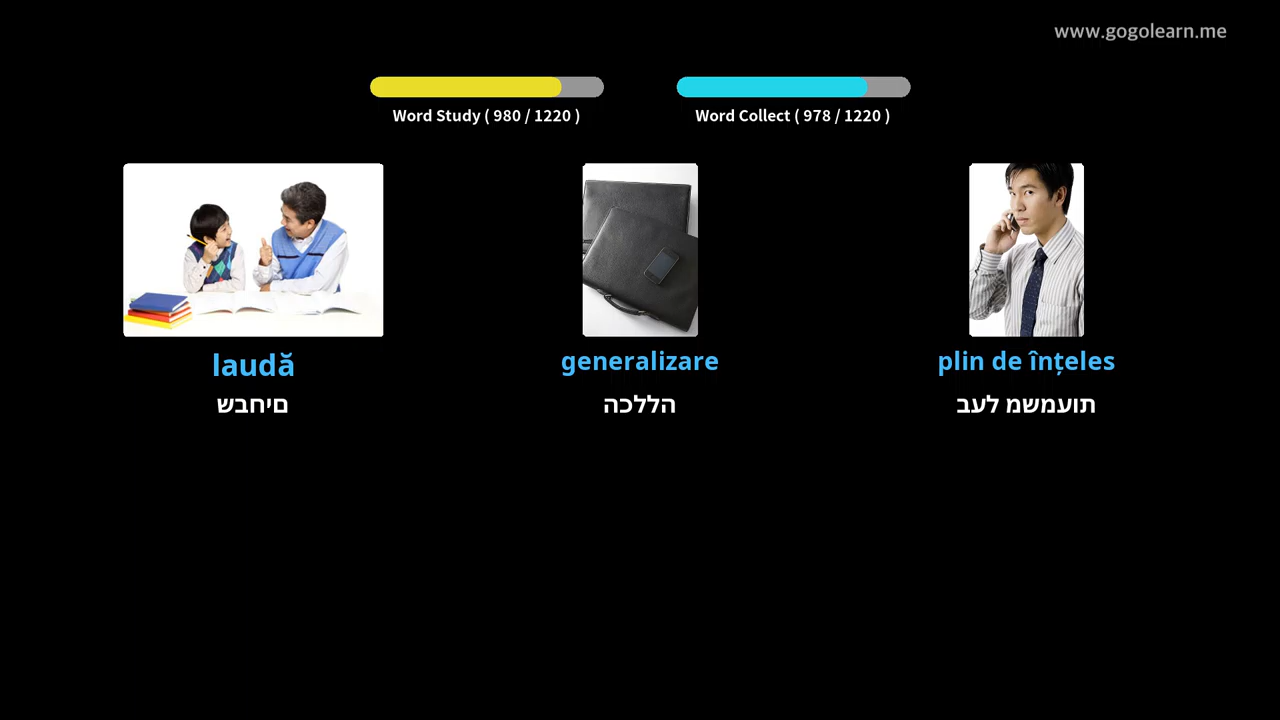 www.gogolearn.me
Word Study ( 980 / 1220 )
Word Collect ( 978 / 1220 )
laudă
שבחים
generalizare
הכללה
plin de înțeles
בעל משמעות